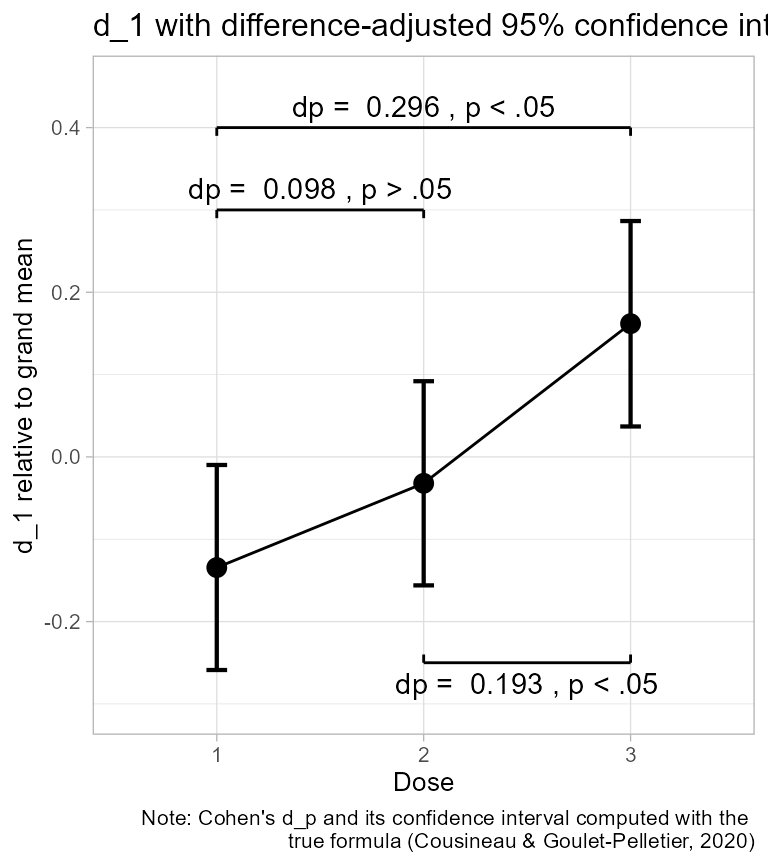 d_1 with difference-adjusted 95% confidence int
dp =  0.296 , p < .05
0.4
dp =  0.098 , p > .05
0.2
d_1 relative to grand mean
0.0
-0.2
dp =  0.193 , p < .05
1 2 3
Dose
Note: Cohen's d_p and its confidence interval computed with the
true formula (Cousineau & Goulet-Pelletier, 2020)